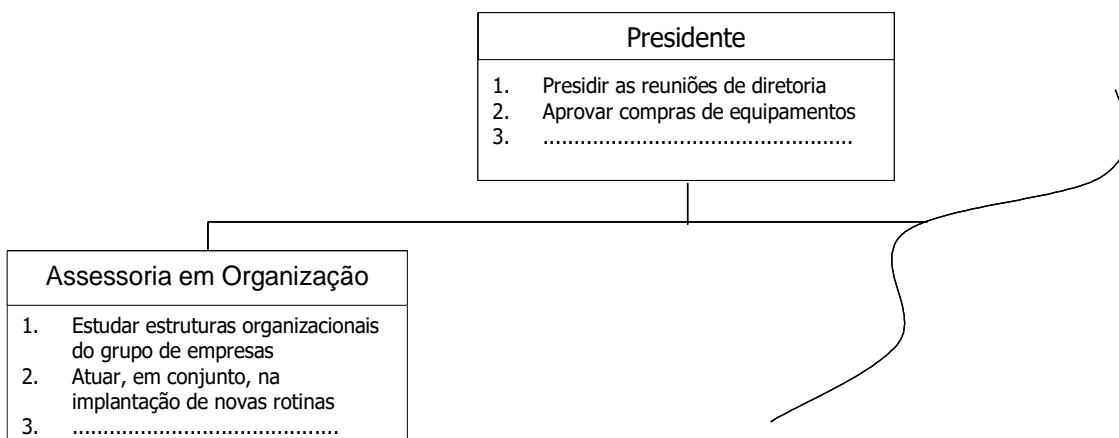 Presidente
1. Presidir as reuniões de diretoria
2. Aprovar compras de equipamentos
3. .................................................
Assessoria em Organização
1. Estudar estruturas organizacionais
do grupo de empresas
2. Atuar, em conjunto, na
implantação de novas rotinas
3. ...........................................